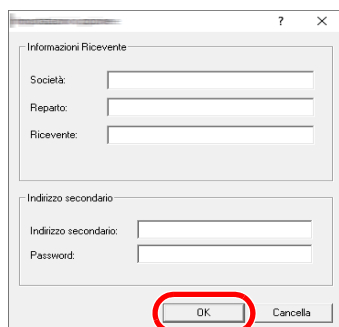 ?
Informazioni Ricevente
Società:
Reparto:
Ricevente:
Indirizzo secondario
Indirizzo secondario:
Password:
OK Cancella